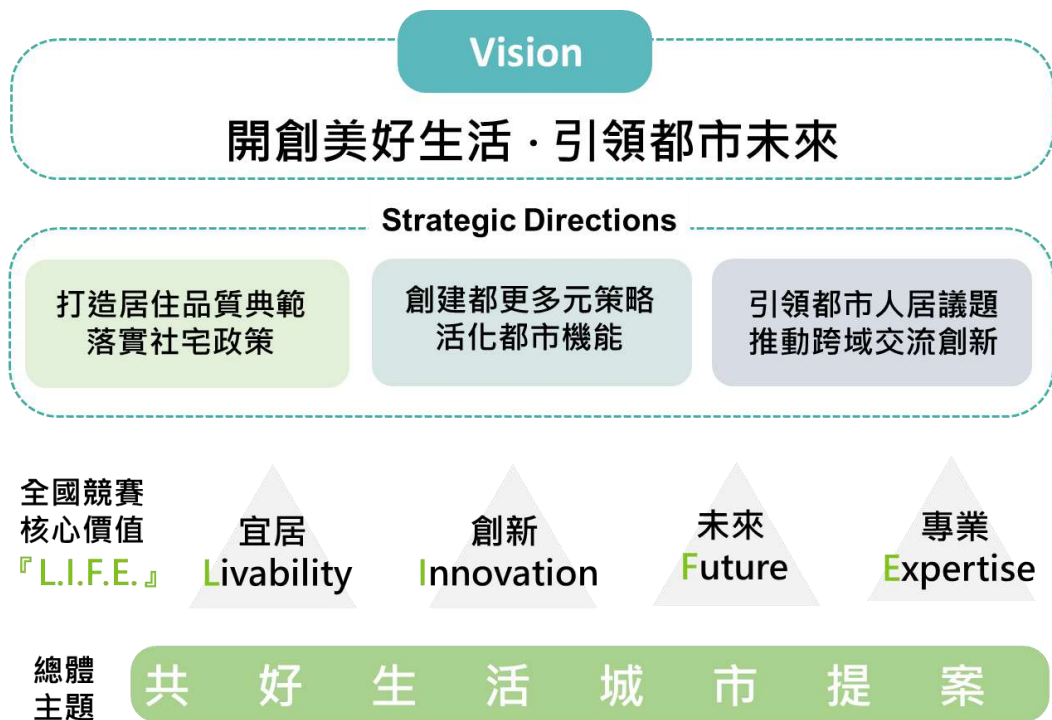 Vision
開創美好生活·引領都市未來
Strategic Directions
打造居住品質典範
落實社宅政策
創建都更多元策略
活化都市機能
引領都市人居議題
推動跨域交流創新
全國競賽
核心價值
『L.I.F.E.』
宜居
Livability
創新
Innovation
未來
Future
專業
Expertise
總體
主題
共好生活城市提案